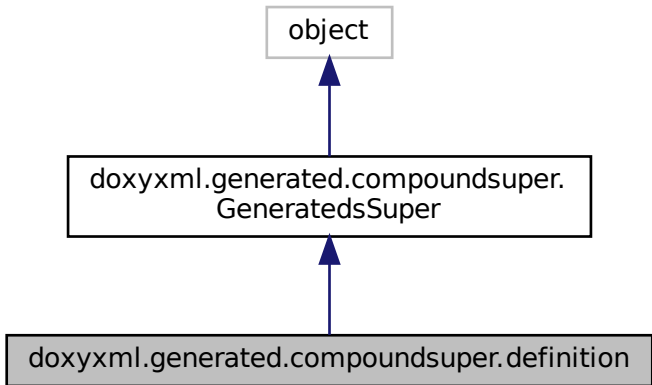 object
doxyxml.generated.compoundsuper.
GeneratedsSuper
doxyxml.generated.compoundsuper.definition